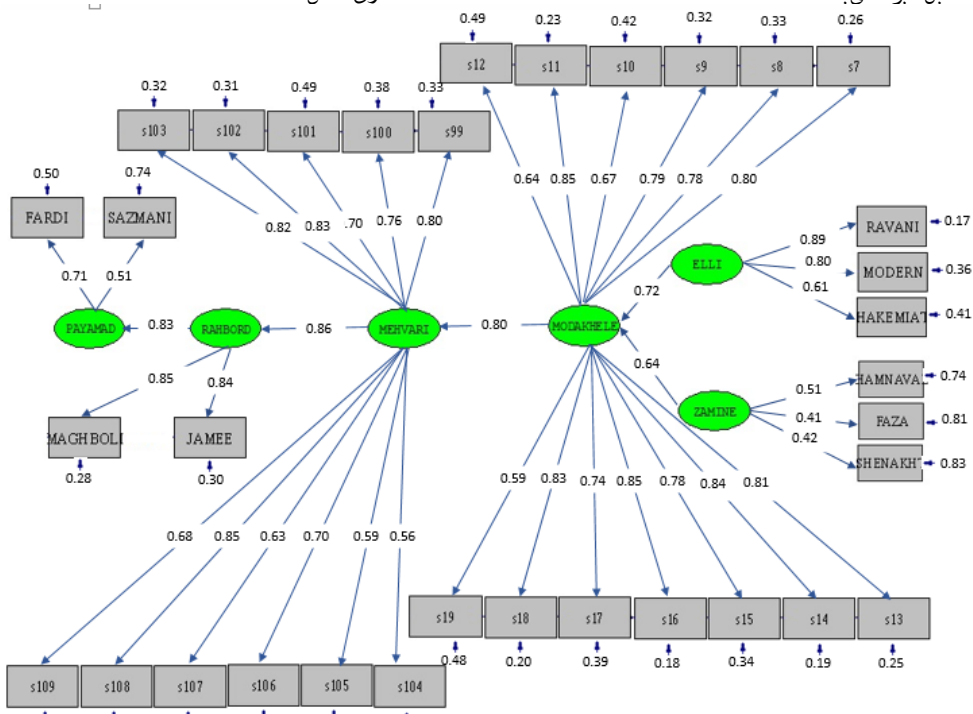 0.49 0.23 0.42 0.32 0.33 0.26
s12 s11 s10 s9 s8 s7
0.32 0.31 0.49 0.38 0.33
s103 s102 s101 s100 s99
0.64 0.85 0.67 0.79 0.78 0.80
0.50 0.74
FARDI SAZMANI
0.82 0.83 .70 0.76 0.80
0.89 RAVANI 0.17
ELLI 0.80 MODERN 0.36
0.61 HAKEMIAT 0.41
0.71 0.51
0.72
PAYAMAD 0.83 RAHBORD 0.86 MEHVARI 0.80 MODAKHELE
0.64
0.85 0.84
0.51 HAMNAVAL 0.74
ZAMINE 0.41 FAZA 0.81
0.42 SHENAKHT 0.83
MAGHBOLI JAMEE
0.28 0.30
0.59 0.83 0.74 0.85 0.78 0.84 0.81
0.68 0.85 0.63 0.70 0.59 0.56
s19 s18 s17 s16 s15 s14 s13
0.48 0.20 0.39 0.18 0.34 0.19 0.25
s109 s108 s107 s106 s105 s104